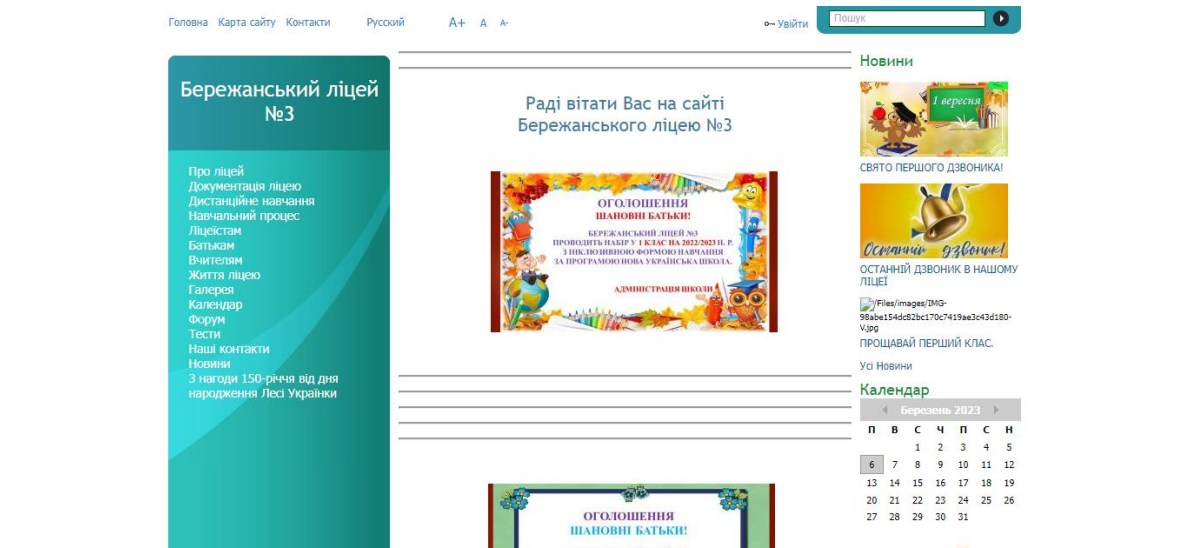 Головна Карта сайту Контакти Русский A+ A A- Увійти Пошук
Бережанський ліцей
№3
Про ліцей
Документація ліцею
Дистанційне навчання
Навчальний процес
Ліцеїстам
Батькам
Вчителям
Життя ліцею
Галерея
Календар
Форум
Тести
Наші контакти
Новини
З нагоди 150-річчя від дня
народження Лесі Українки
Раді вітати Вас на сайті
Бережанського ліцею №3
ОГОЛОШЕННЯ
ШАНОВНІ БАТЬКИ!
БЕРЕЖАНСЬКИЙ ЛІЦЕЙ №3
ПРОВОДИТЬ НАБІР У 1 КЛАС НА 2022/2023 Н. Р.
З ІНКЛЮЗИВНОЮ ФОРМОЮ НАВЧАННЯ
ЗА ПРОГРАМОЮ НОВА УКРАЇНСЬКА ШКОЛА.
АДМІНІСТРАЦІЯ ШКОЛИ
ОГОЛОШЕННЯ
ШАНОВНІ БАТЬКИ!
Новини
1 вересня
СВЯТО ПЕРШОГО ДЗВОНИКА!
Останній дзвоник!
ОСТАННІЙ ДЗВОНИК В НАШОМУ
ЛІЦЕЇ
/Files/images/IMG-
98abe154dc82bc170c7419ae3c43d180-
V.jpg
ПРОЩАВАЙ ПЕРШИЙ КЛАС.
Усі Новини
Календар
Березень 2023
П В С Ч П С Н
1 2 3 4 5
6 7 8 9 10 11 12
13 14 15 16 17 18 19
20 21 22 23 24 25 26
27 28 29 30 31